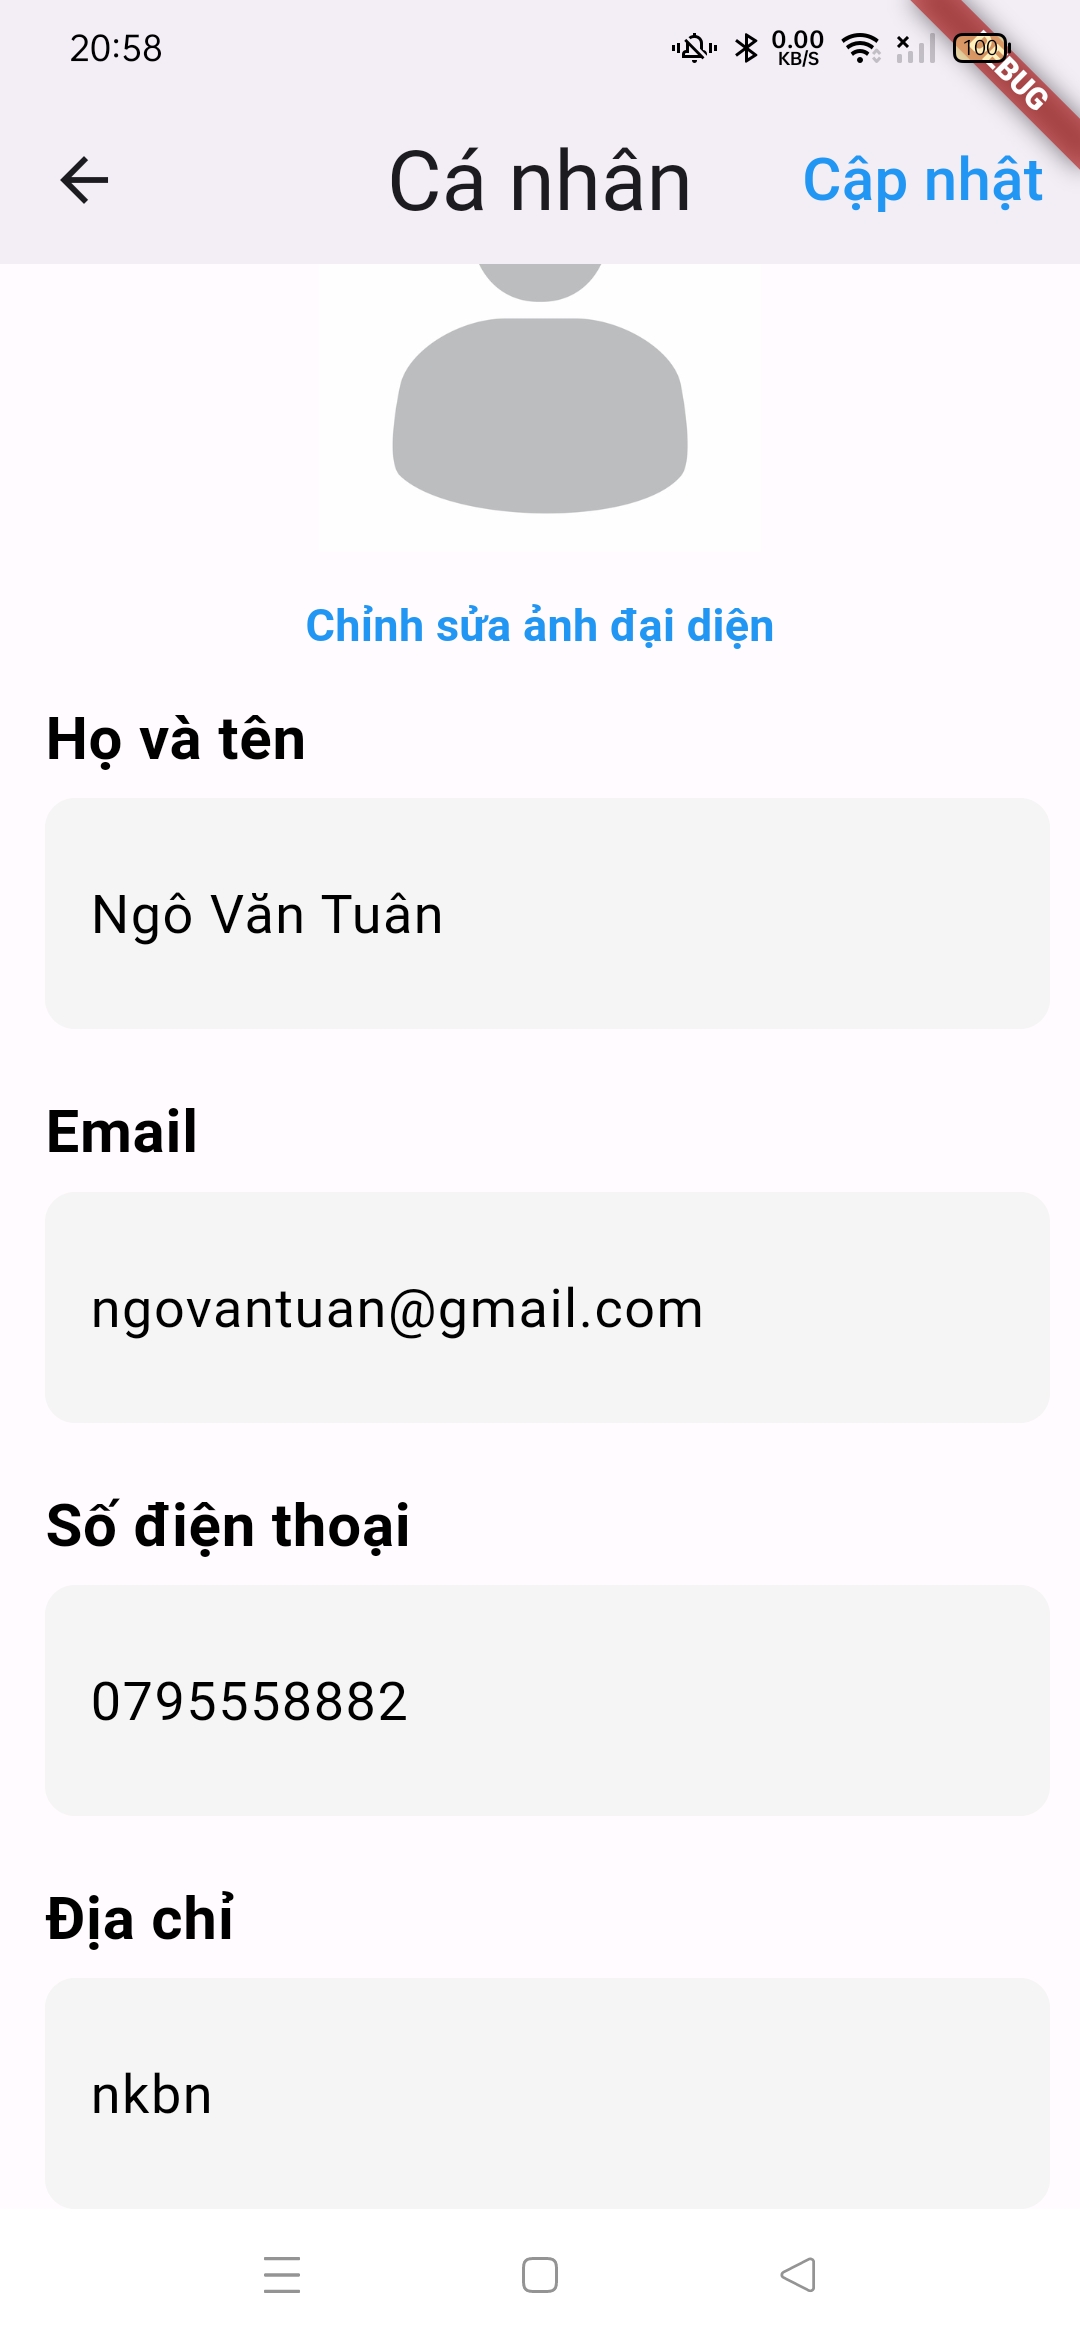 20:58
0.00
KB/S
100
Cá nhân
Cập nhật
Chỉnh sửa ảnh đại diện
Họ và tên
Ngô Văn Tuân
Email
ngovantuan@gmail.com
Số điện thoại
0795558882
Địa chỉ
nkbn